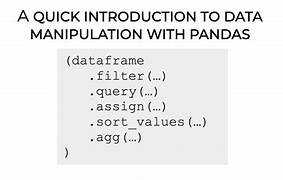 A QUICK INTRODUCTION TO DATA
MANIPULATION WITH PANDAS
(dataframe
.filter(…)
.query(…)
.assign(…)
.sort_values(…)
.agg(…)
)